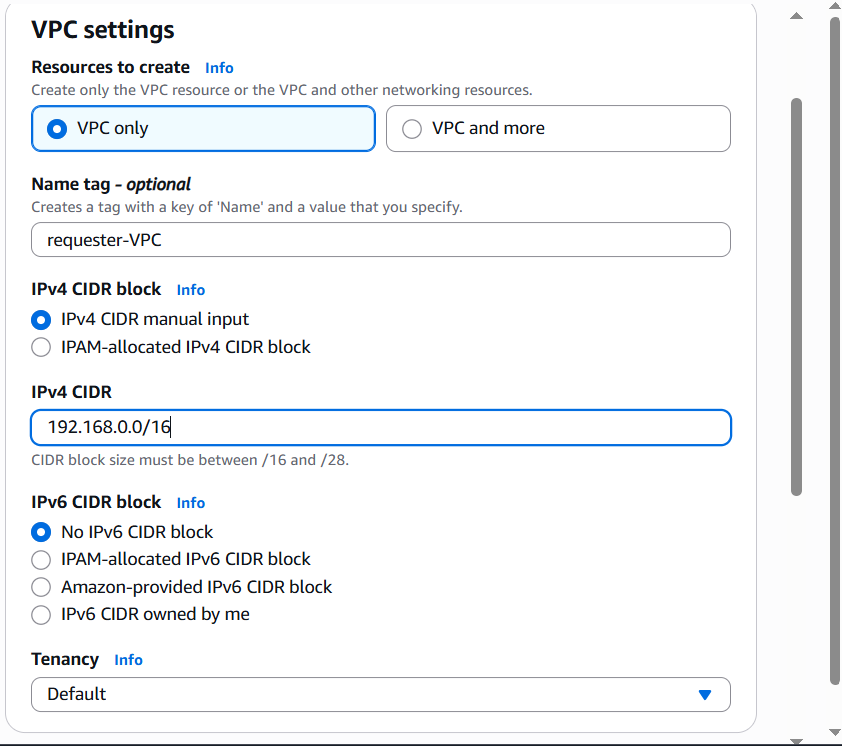 VPC settings
Resources to create Info
Create only the VPC resource or the VPC and other networking resources.
VPC only
VPC and more
Name tag - optional
Creates a tag with a key of 'Name' and a value that you specify.
requester-VPC
IPv4 CIDR block Info
IPv4 CIDR manual input
IPAM-allocated IPv4 CIDR block
IPv4 CIDR
192.168.0.0/16
CIDR block size must be between /16 and /28.
IPv6 CIDR block Info
No IPv6 CIDR block
IPAM-allocated IPv6 CIDR block
Amazon-provided IPv6 CIDR block
IPv6 CIDR owned by me
Tenancy Info
Default